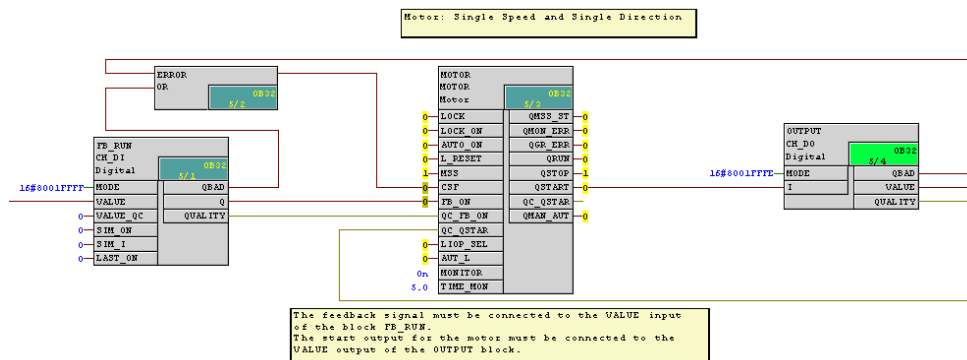 Motor: Single Speed and Single Direction
ERROR
OR
OB32
5/2
MOTOR
MOTOR
Motor
OB32
5/3
0 LOCK QMSS_ST 0
0 LOCK_ON QMON_ERR 0
0 AUTO_ON QGR_ERR 0
0 L_RESET QRUN 0
1 MSS QSTOP 1
0 CSF QSTART 0
0 FB_ON QC_QSTAR
QC_FB_ON QMAN_AUT 0
QC_QSTAR
0 LIOP_SEL
0 AUT_L
On MONITOR
5.0 TIME_MON
FB_RUN
CH_DI
Digital
OB32
5/1
16#8001FFFF MODE QBAD
VALUE Q
0 VALUE_QC QUALITY
0 SIM_ON
0 SIM_I
0 LAST_ON
OUTPUT
CH_DO
Digital
OB32
5/4
16#8001FFFF MODE QBAD
I VALUE
QUALITY
The feedback signal must be connected to the VALUE input
of the block FB_RUN.
The start output for the motor must be connected to the
VALUE output of the OUTPUT block.